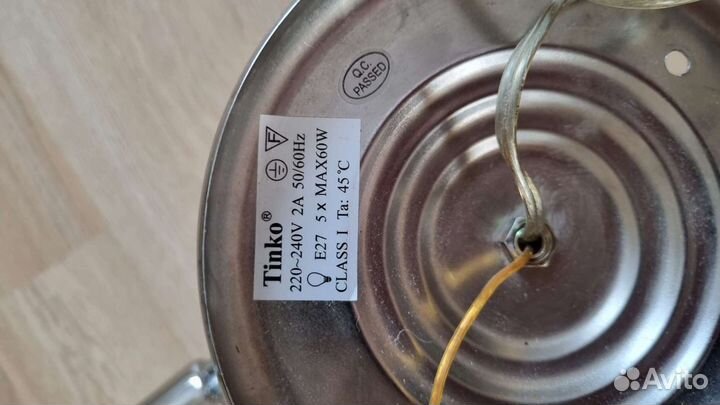 Q.C.
PASSED
Tinko®
220~240V 2A 50/60Hz
E27 5 x MAX60W
CLASS I Ta: 45℃
F
Avito